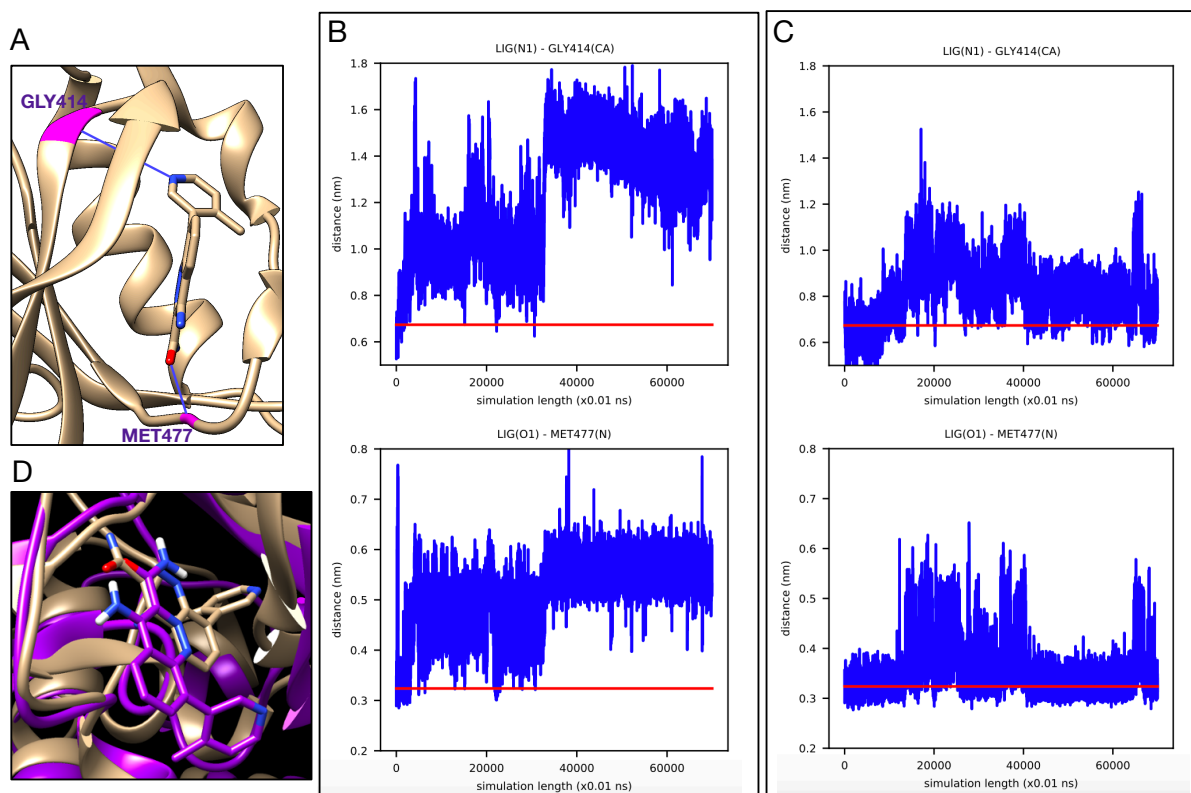 A
GLY414
MET477
D
B
LIG(N1) - GLY414(CA)
distance (nm)
1.8
1.6
1.4
1.2
1.0
0.8
0.6
0 20000 40000 60000
simulation length (x0.01 ns)
LIG(O1) - MET477(N)
distance (nm)
0.8
0.7
0.6
0.5
0.4
0.3
0.2
0 20000 40000 60000
simulation length (x0.01 ns)
C
LIG(N1) - GLY414(CA)
distance (nm)
1.8
1.6
1.4
1.2
1.0
0.8
0.6
0 20000 40000 60000
simulation length (x0.01 ns)
LIG(O1) - MET477(N)
distance (nm)
0.8
0.7
0.6
0.5
0.4
0.3
0.2
0 20000 40000 60000
simulation length (x0.01 ns)